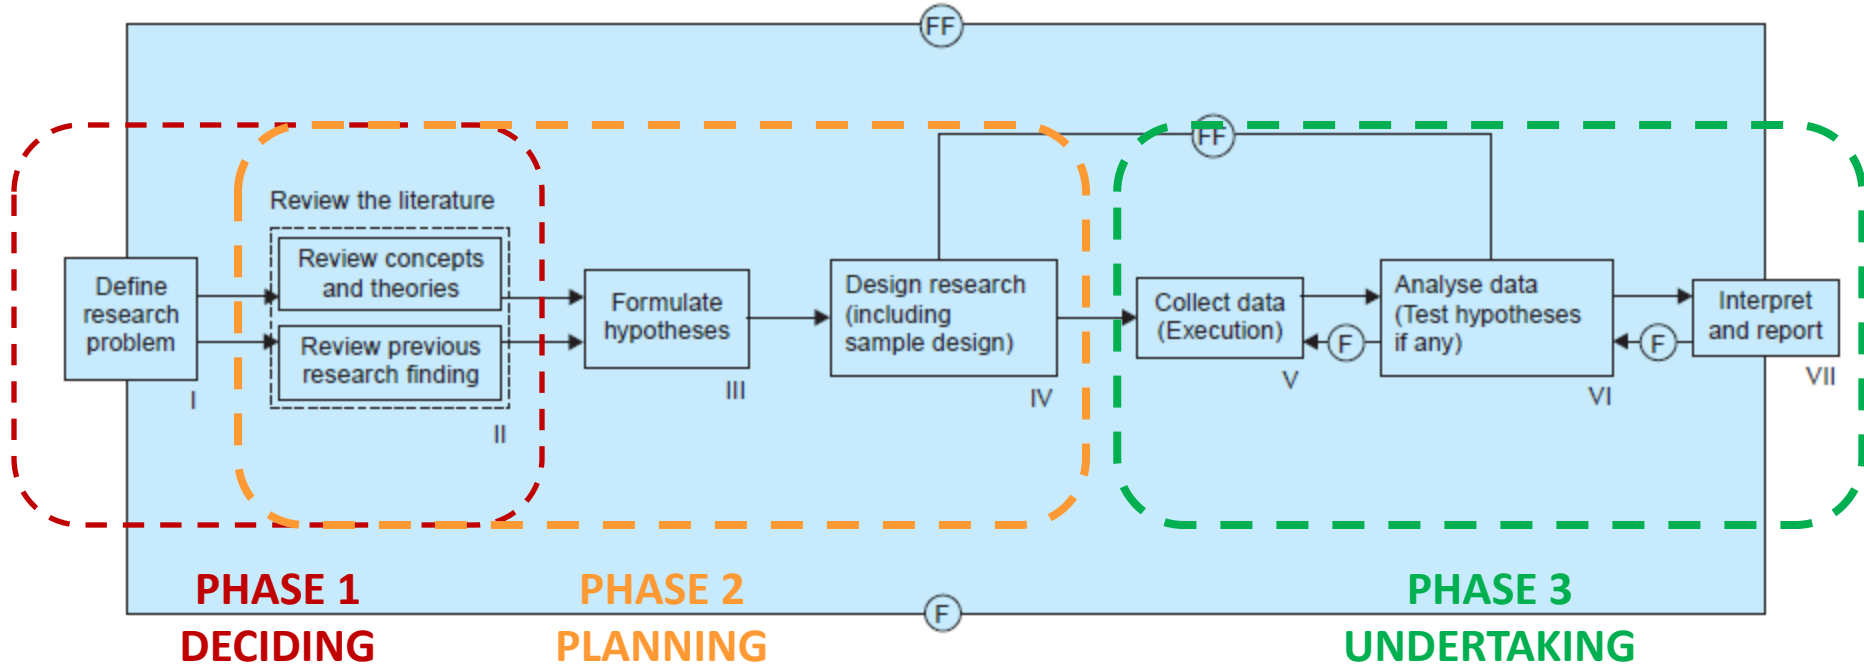 FF
FF
Review the literature
Define
research
problem
I
Review concepts
and theories
Review previous
research finding
II
Formulate
hypotheses
III
Design research
(including
sample design)
IV
Collect data
(Execution)
V
F
Analyse data
(Test hypotheses
if any)
VI
F
Interpret
and report
VII
PHASE 1
DECIDING
PHASE 2
PLANNING
F
PHASE 3
UNDERTAKING